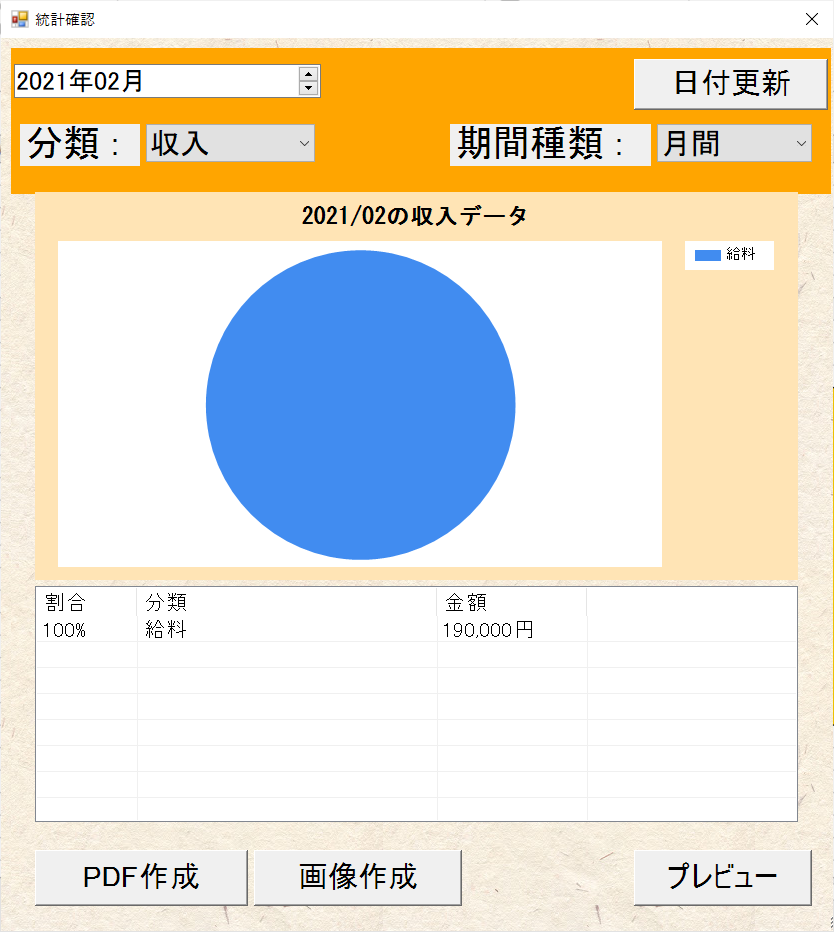 統計確認
2021年02月
日付更新
分類：
収入
期間種類：
月間
2021/02の収入データ
給料
割合 分類 金額
100% 給料 190,000円
PDF作成
画像作成
プレビュー